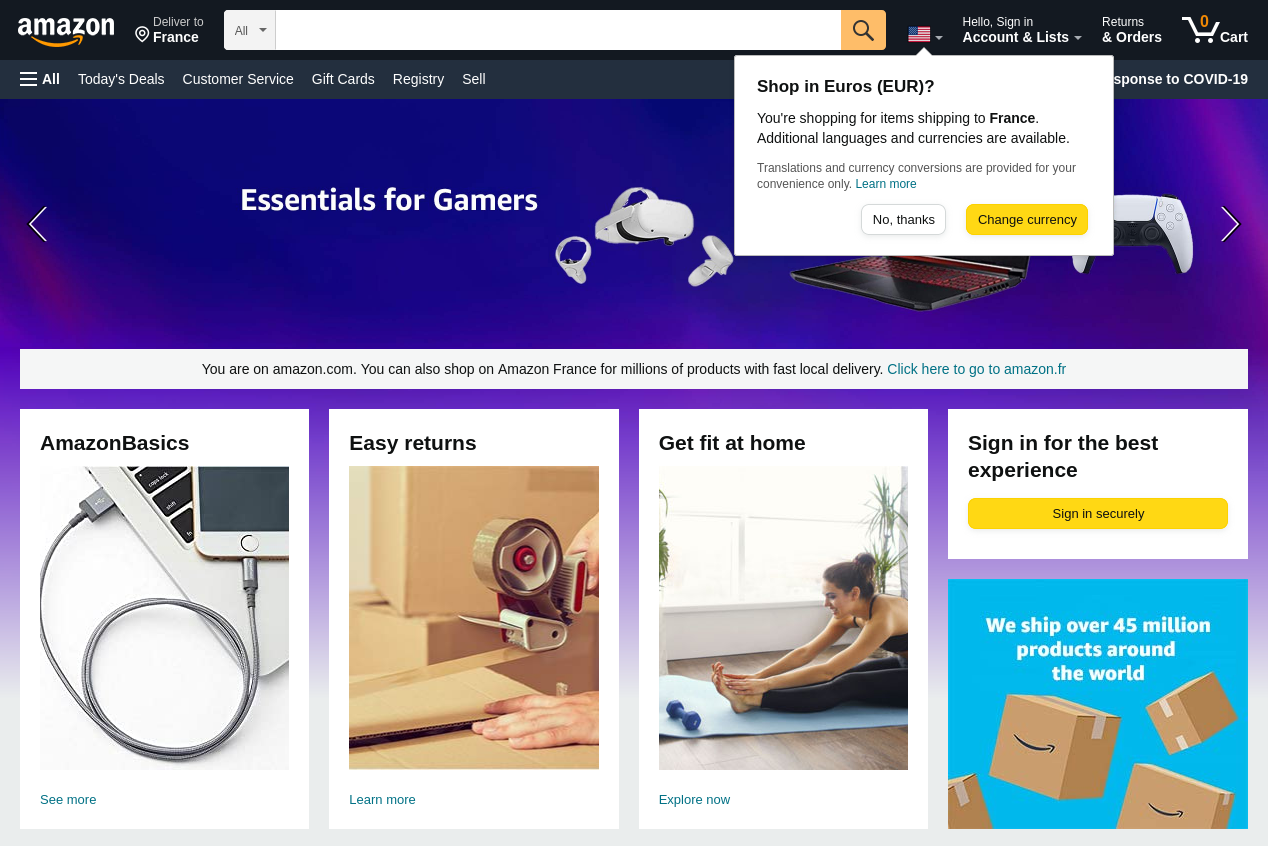 amazon
Deliver to
France
All
Hello, Sign in
Account & Lists
Returns
& Orders
0
Cart
All
Today's Deals
Customer Service
Gift Cards
Registry
Sell
sponse to COVID-19
Shop in Euros (EUR)?
You're shopping for items shipping to France.
Additional languages and currencies are available.
Translations and currency conversions are provided for your
convenience only. Learn more
No, thanks
Change currency
Essentials for Gamers
You are on amazon.com. You can also shop on Amazon France for millions of products with fast local delivery. Click here to go to amazon.fr
AmazonBasics
caps lock
shift
fn
See more
Easy returns
Learn more
Get fit at home
Explore now
Sign in for the best
experience
Sign in securely
We ship over 45 million
products around
the world